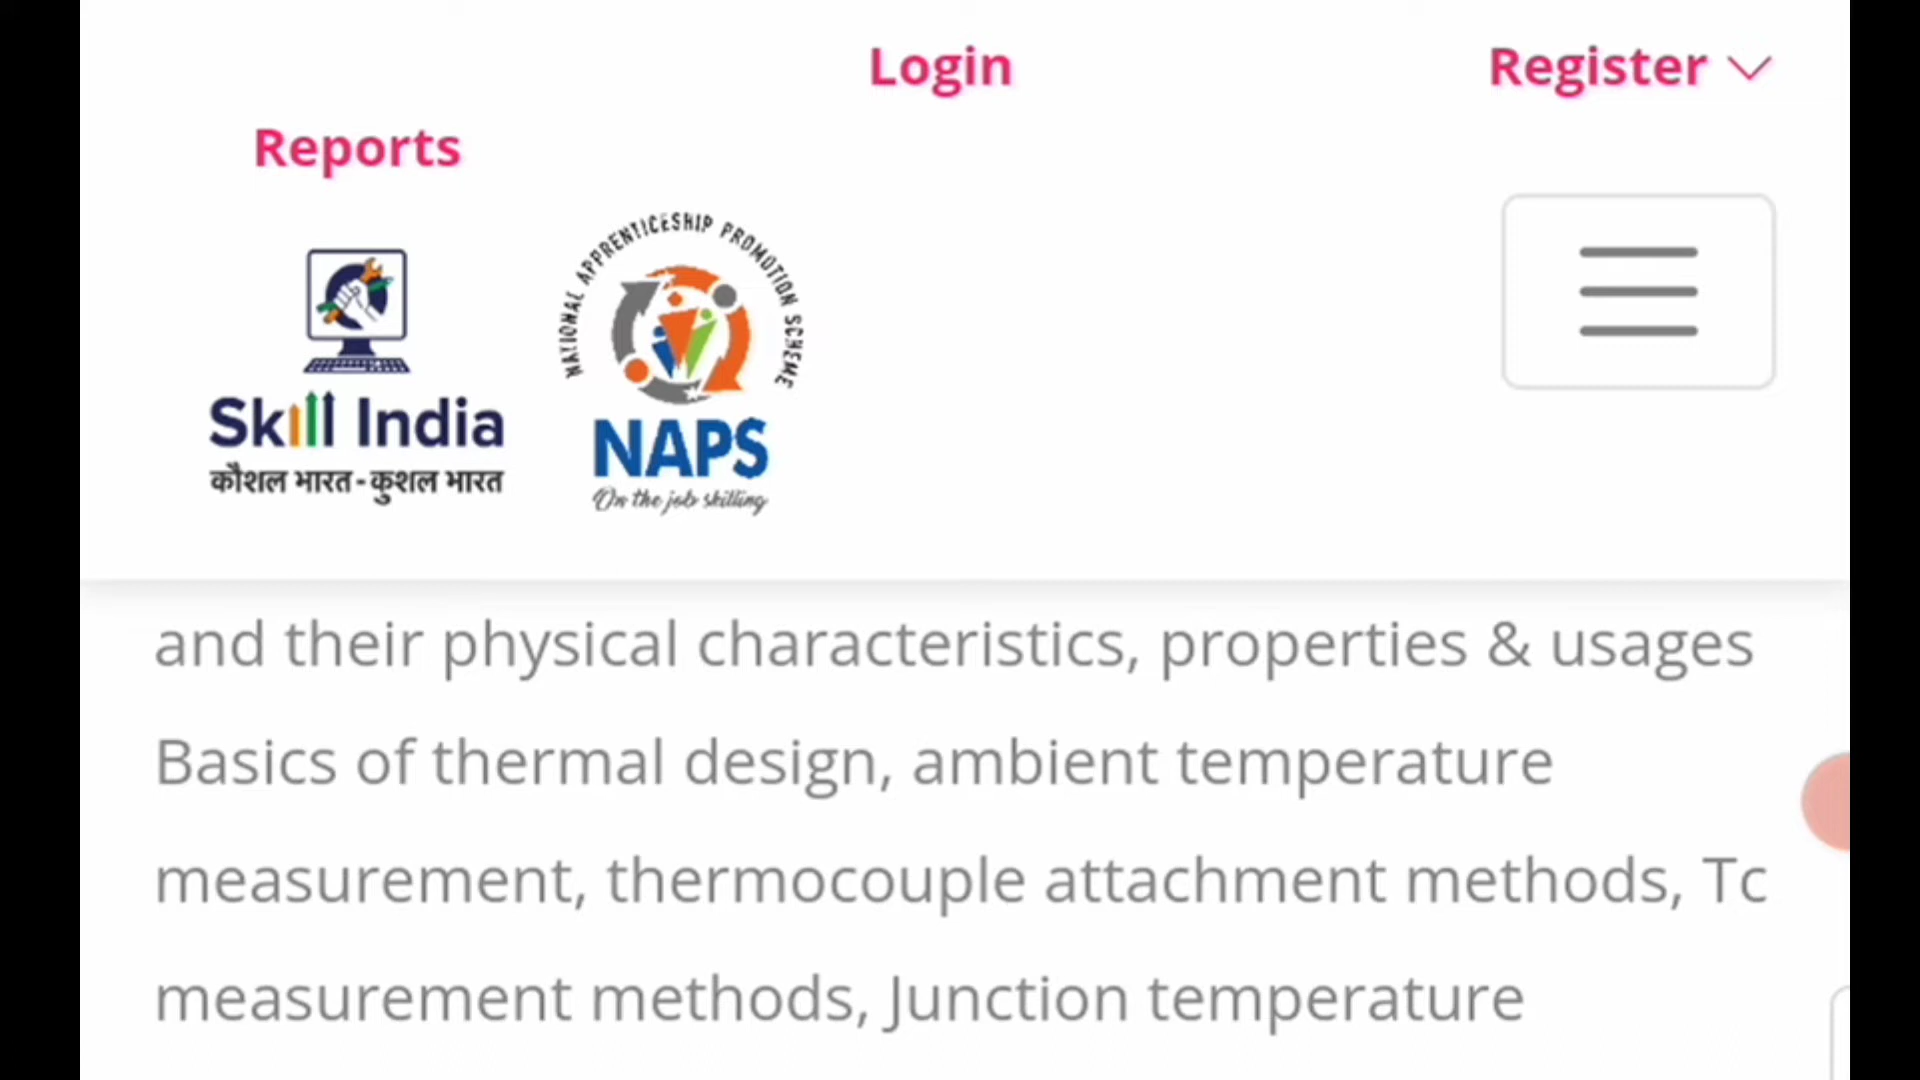 Login
Register
Reports
NATIONAL APPRENTICESHIP PROMOTION SCHEME
Skill India
कौशल भारत - कुशल भारत
NAPS
On the job skilling
and their physical characteristics, properties & usages
Basics of thermal design, ambient temperature
measurement, thermocouple attachment methods, Tc
measurement methods, Junction temperature